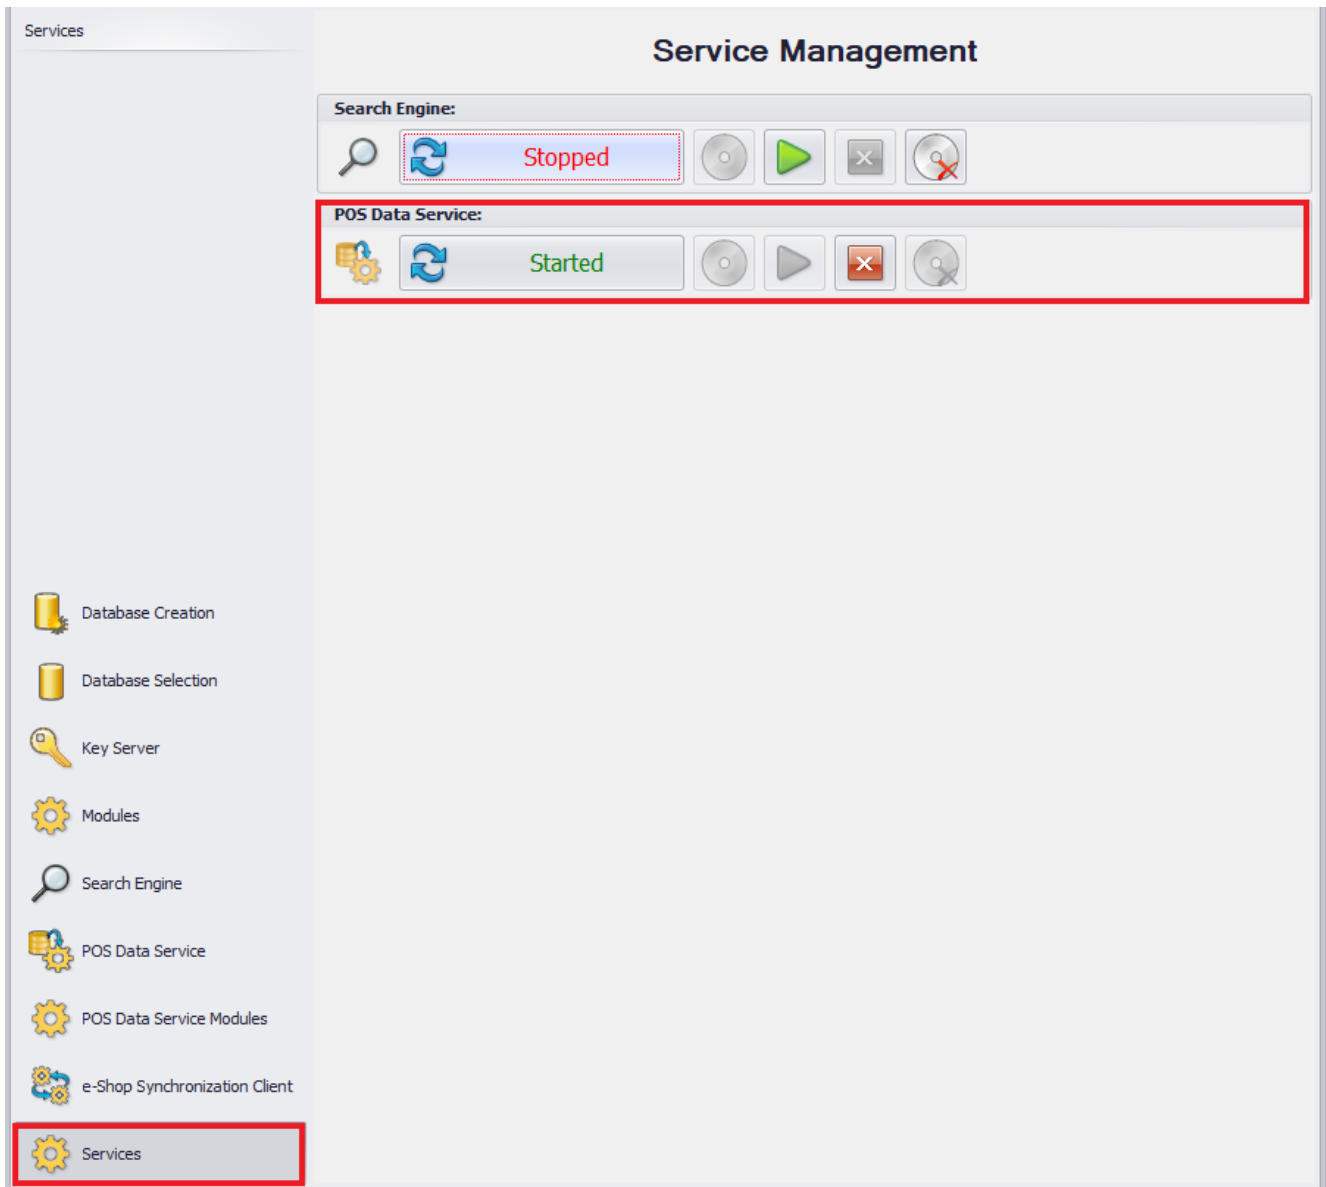 Services
Service Management
Search Engine:
Stopped
POS Data Service:
Started
Database Creation
Database Selection
Key Server
Modules
Search Engine
POS Data Service
POS Data Service Modules
e-Shop Synchronization Client
Services